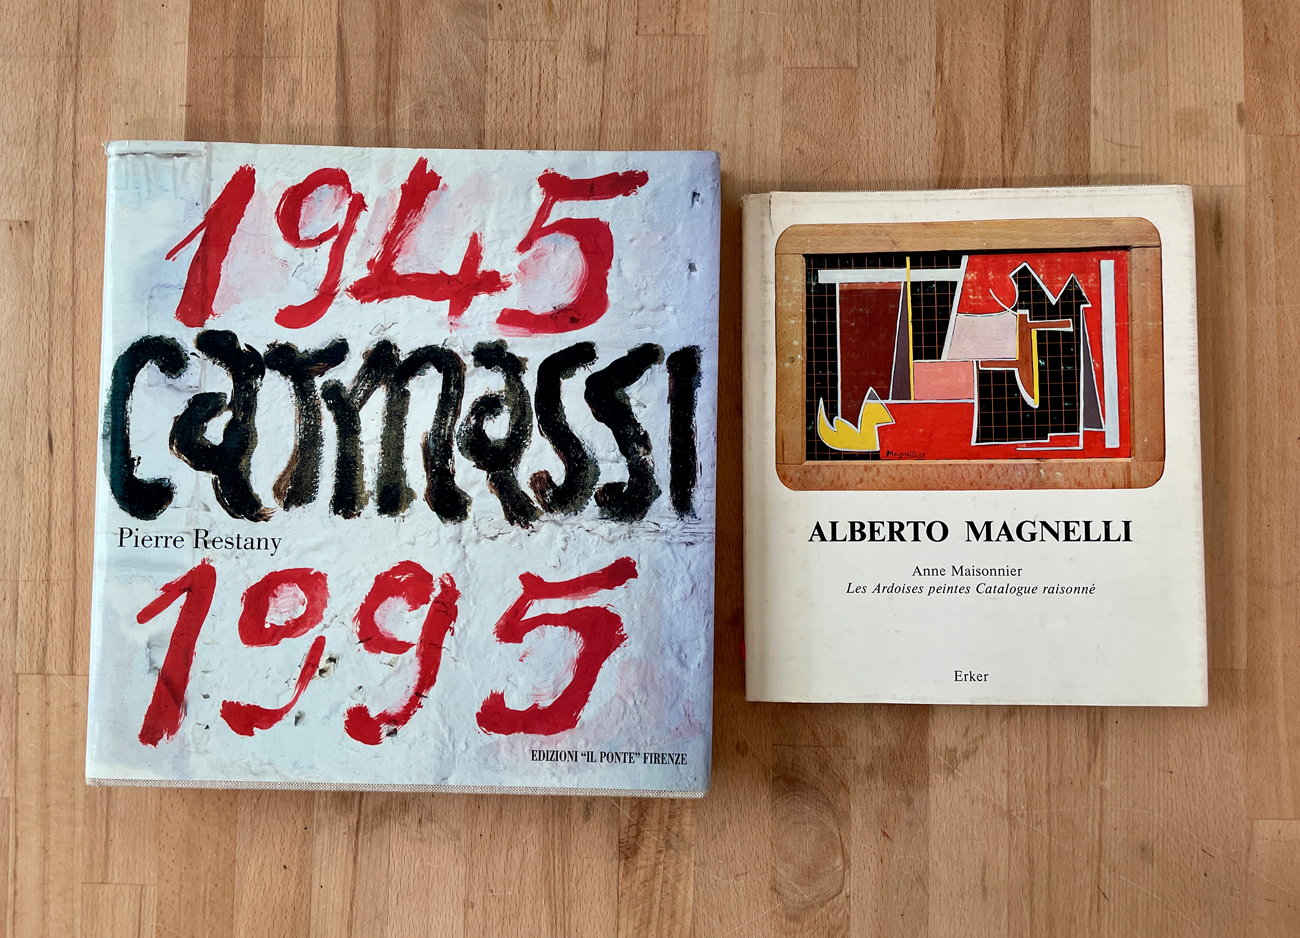 1945
carmassi
Pierre Restany
1995
EDIZIONI “IL PONTE” FIRENZE
ALBERTO MAGNELLI
Anne Maisonnier
Les Ardoises peintes Catalogue raisonné
Erker